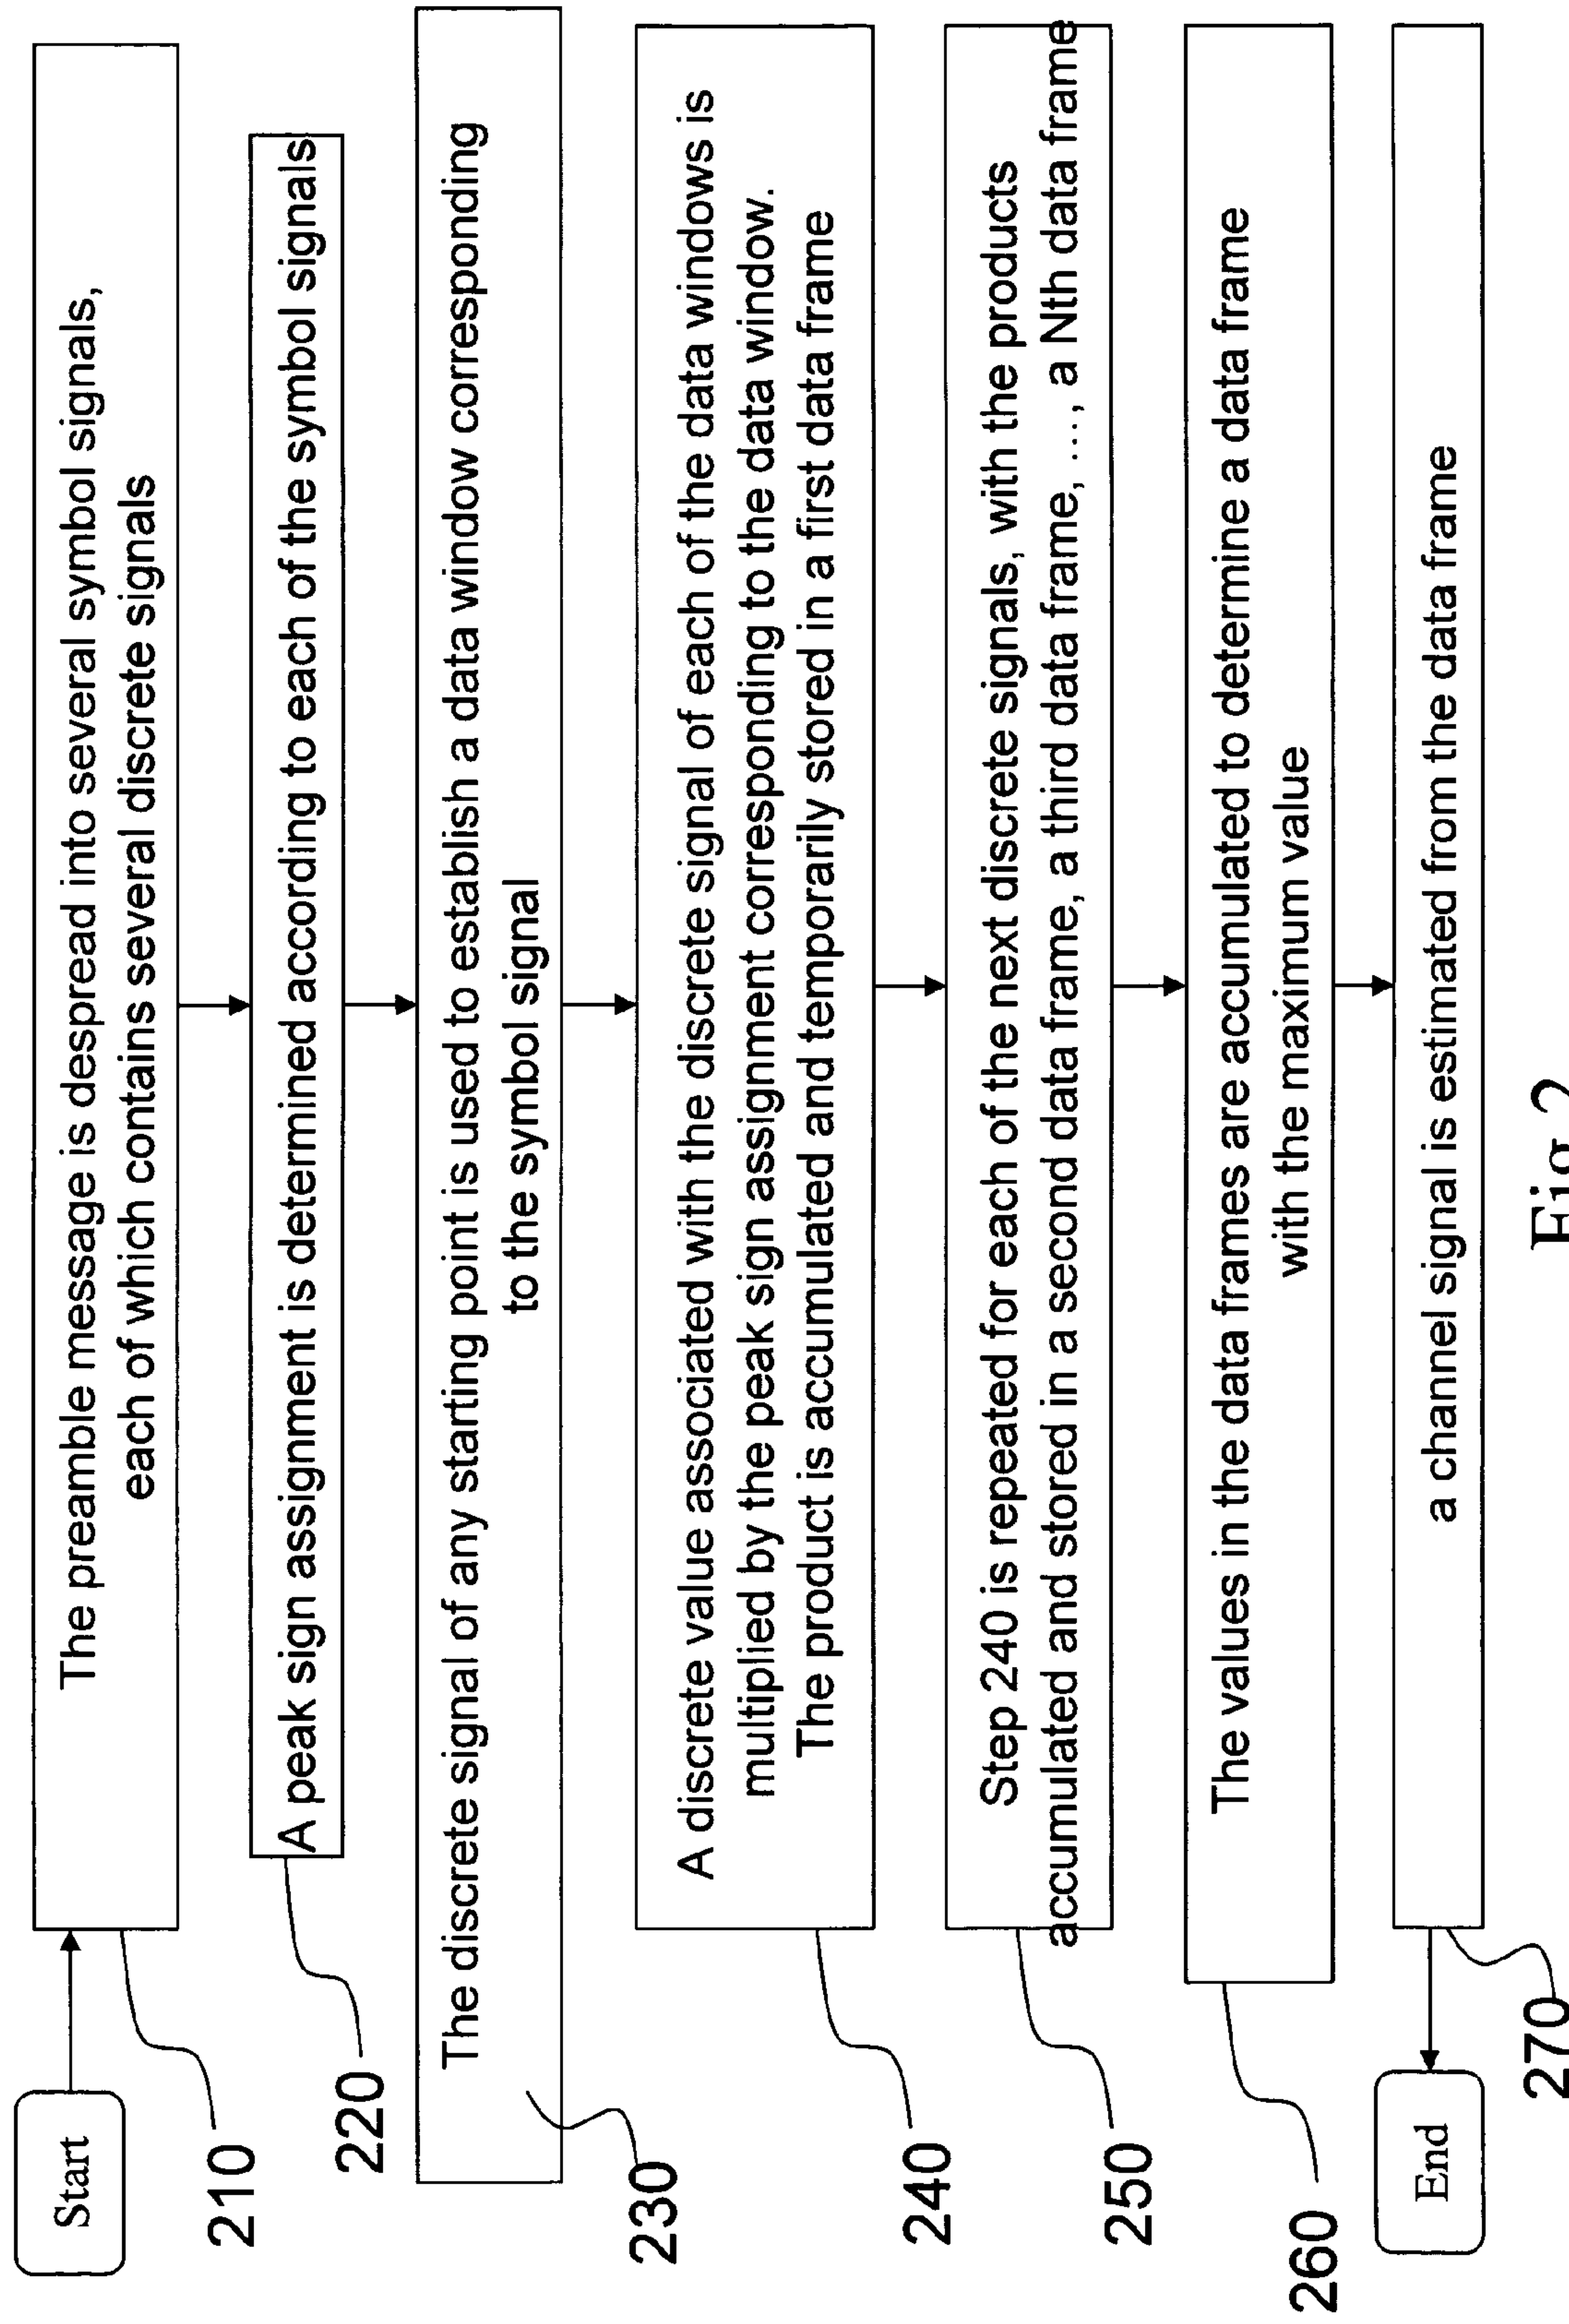 Start
210
The preamble message is despread into several symbol signals,
each of which contains several discrete signals
220
A peak sign assignment is determined according to each of the symbol signals
230
The discrete signal of any starting point is used to establish a data window corresponding
to the symbol signal
240
A discrete value associated with the discrete signal of each of the data windows is
multiplied by the peak sign assignment corresponding to the data window.
The product is accumulated and temporarily stored in a first data frame
250
Step 240 is repeated for each of the next discrete signals, with the products
accumulated and stored in a second data frame, a third data frame, ..., a Nth data frame
260
The values in the data frames are accumulated to determine a data frame
with the maximum value
270
a channel signal is estimated from the data frame
End
Fig.2